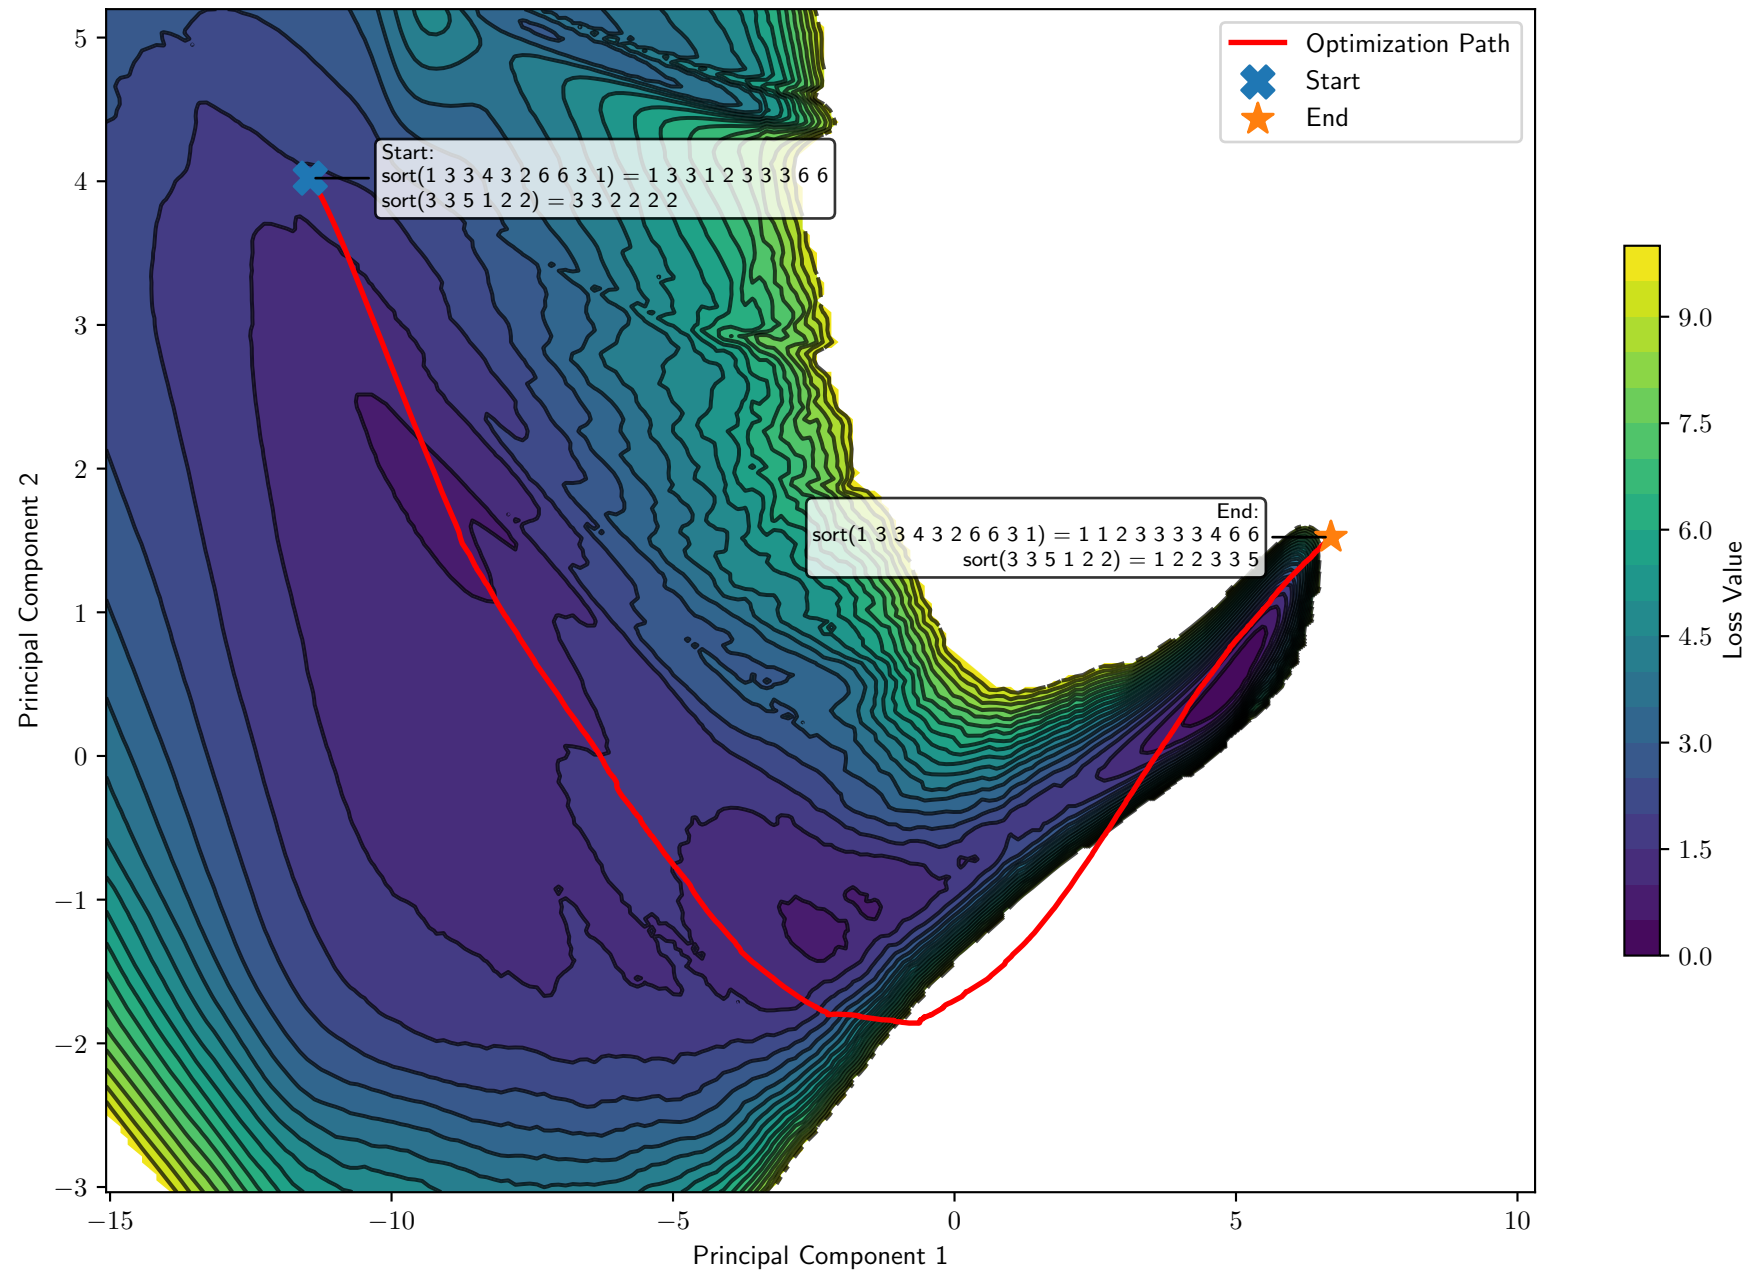 Optimization Path
Start
End
Start:
sort(1 3 3 4 3 2 6 6 3 1) = 1 3 3 1 2 3 3 3 6 6
sort(3 3 5 1 2 2) = 3 3 2 2 2 2
End:
sort(1 3 3 4 3 2 6 6 3 1) = 1 1 2 3 3 3 3 4 6 6
sort(3 3 5 1 2 2) = 1 2 2 3 3 5
5
4
3
2
1
0
−1
−2
−3
Principal Component 2
−15
−10
−5
0
5
10
Principal Component 1
9.0
7.5
6.0
4.5
3.0
1.5
0.0
Loss Value